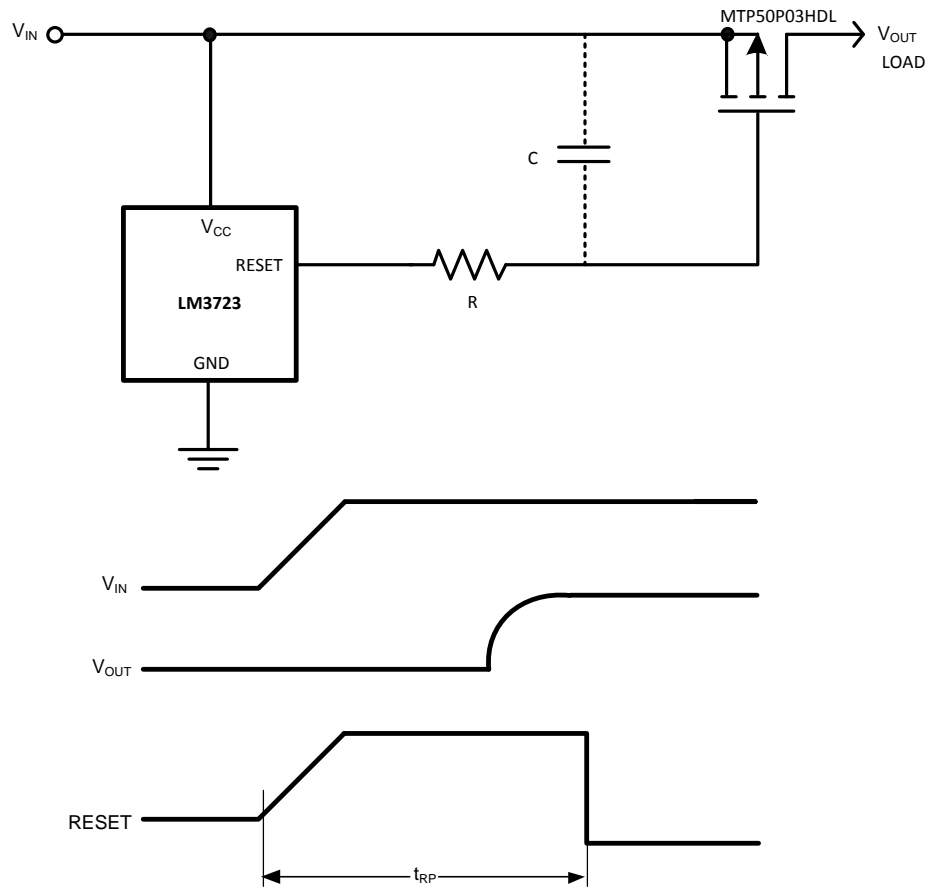 MTP50P03HDL
VIN
VOUT
LOAD
C
VCC
RESET
LM3723
R
GND
VIN
VOUT
RESET
tRP